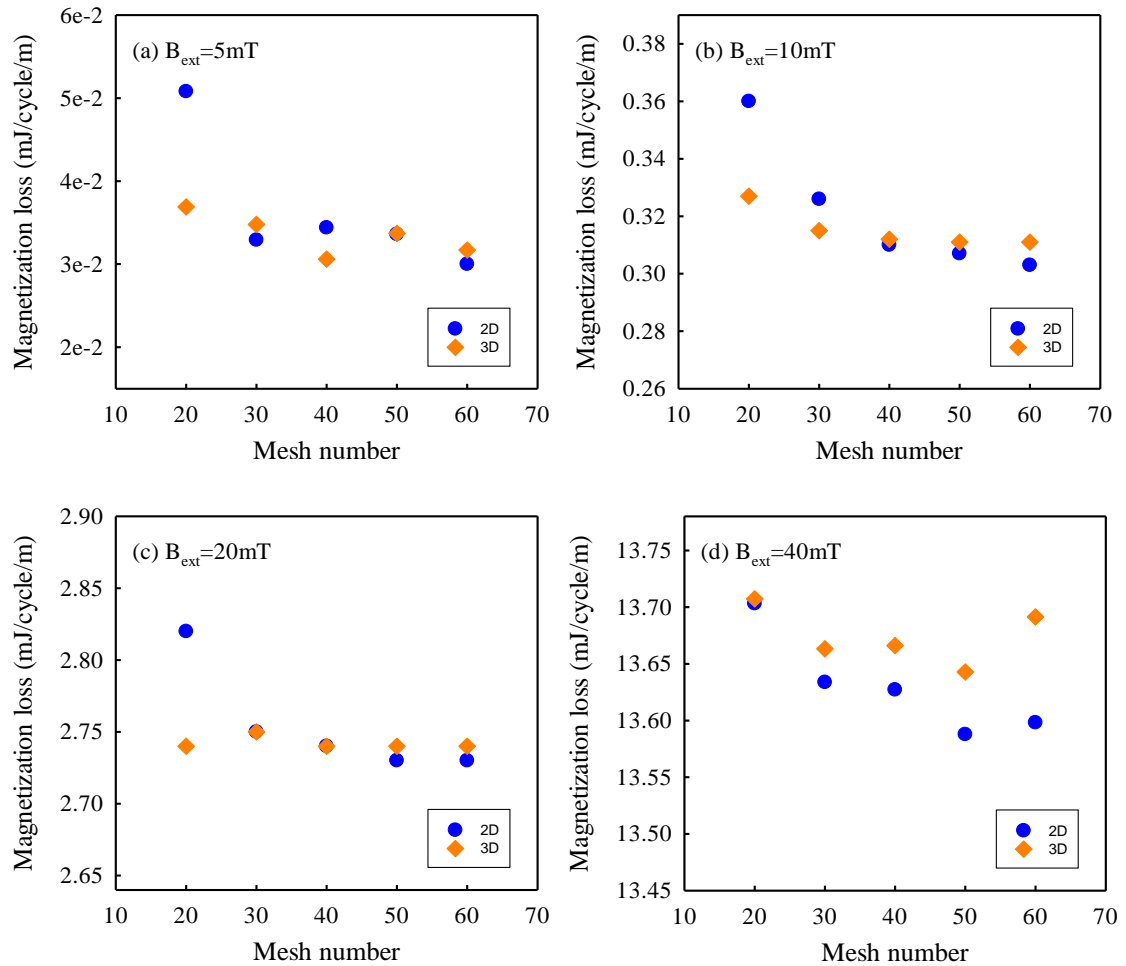 (a) Bext=5mT
Magnetization loss (mJ/cycle/m)
6e-2
5e-2
4e-2
3e-2
2e-2
10 20 30 40 50 60 70
Mesh number
2D
3D
(b) Bext=10mT
Magnetization loss (mJ/cycle/m)
0.38
0.36
0.34
0.32
0.30
0.28
0.26
10 20 30 40 50 60 70
Mesh number
2D
3D
(c) Bext=20mT
Magnetization loss (mJ/cycle/m)
2.90
2.85
2.80
2.75
2.70
2.65
10 20 30 40 50 60 70
Mesh number
2D
3D
(d) Bext=40mT
Magnetization loss (mJ/cycle/m)
13.75
13.70
13.65
13.60
13.55
13.50
13.45
10 20 30 40 50 60 70
Mesh number
2D
3D